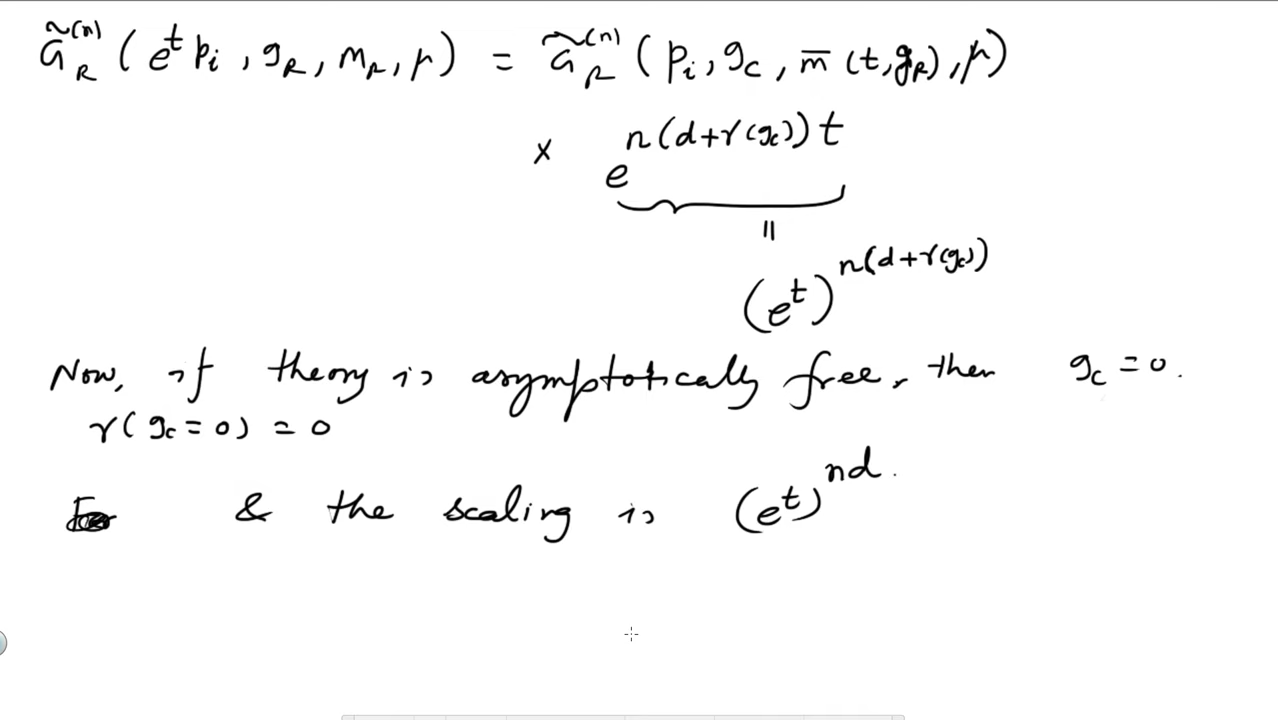 G̃_R^(n) (e^t p_i, g_R, m_R, μ) = G̃_R^(n) (p_i, g_c, m̄(t, g_R), μ)
× e^{n(d+γ(g_c))t}
=
(e^t)^{n(d+γ(g_c))}
Now, if theory is asymptotically free, then g_c = 0.
γ(g_c = 0) = 0
& the scaling is (e^t)^{nd}.